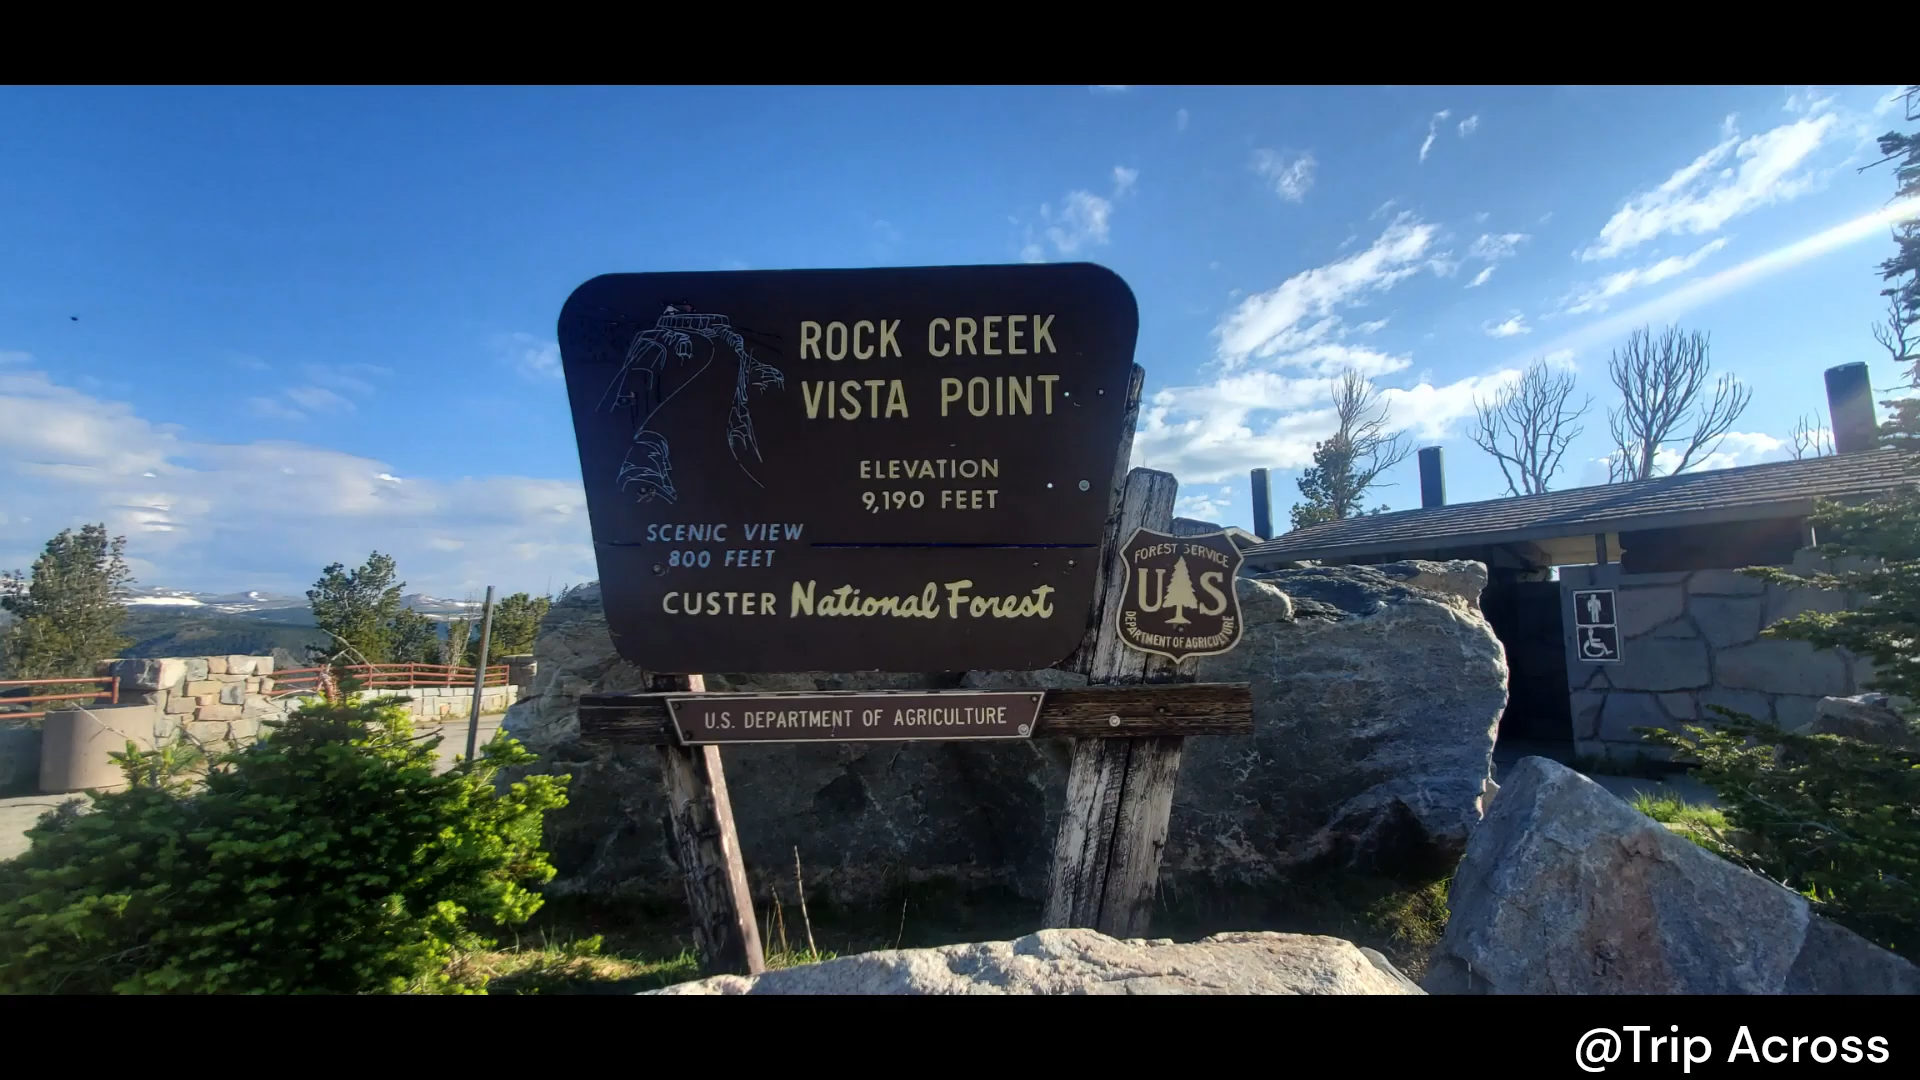 ROCK CREEK
VISTA POINT
ELEVATION
9,190 FEET
SCENIC VIEW
800 FEET
CUSTER National Forest
FOREST SERVICE
U S
DEPARTMENT OF AGRICULTURE
U.S. DEPARTMENT OF AGRICULTURE
@Trip Across